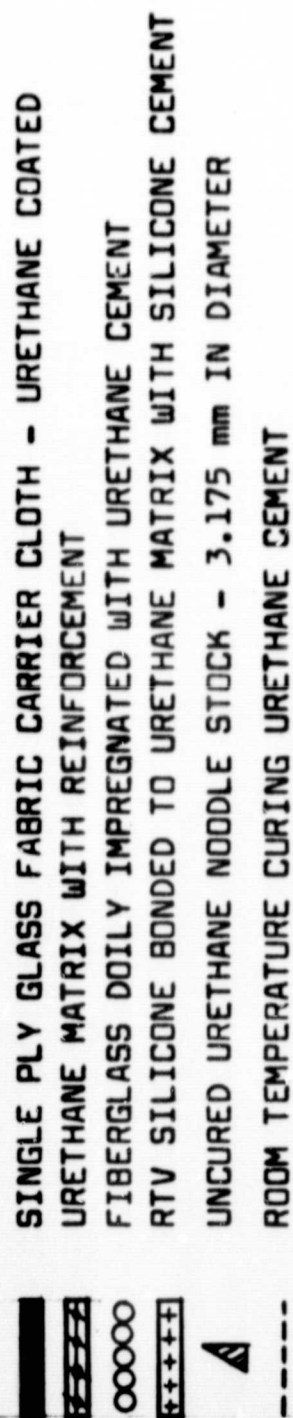 SINGLE PLY GLASS FABRIC CARRIER CLOTH - URETHANE COATED
URETHANE MATRIX WITH REINFORCEMENT
FIBERGLASS DOILY IMPREGNATED WITH URETHANE CEMENT
RTV SILICONE BONDED TO URETHANE MATRIX WITH SILICONE CEMENT
UNCURED URETHANE NOODLE STOCK - 3.175 mm IN DIAMETER
ROOM TEMPERATURE CURING URETHANE CEMENT